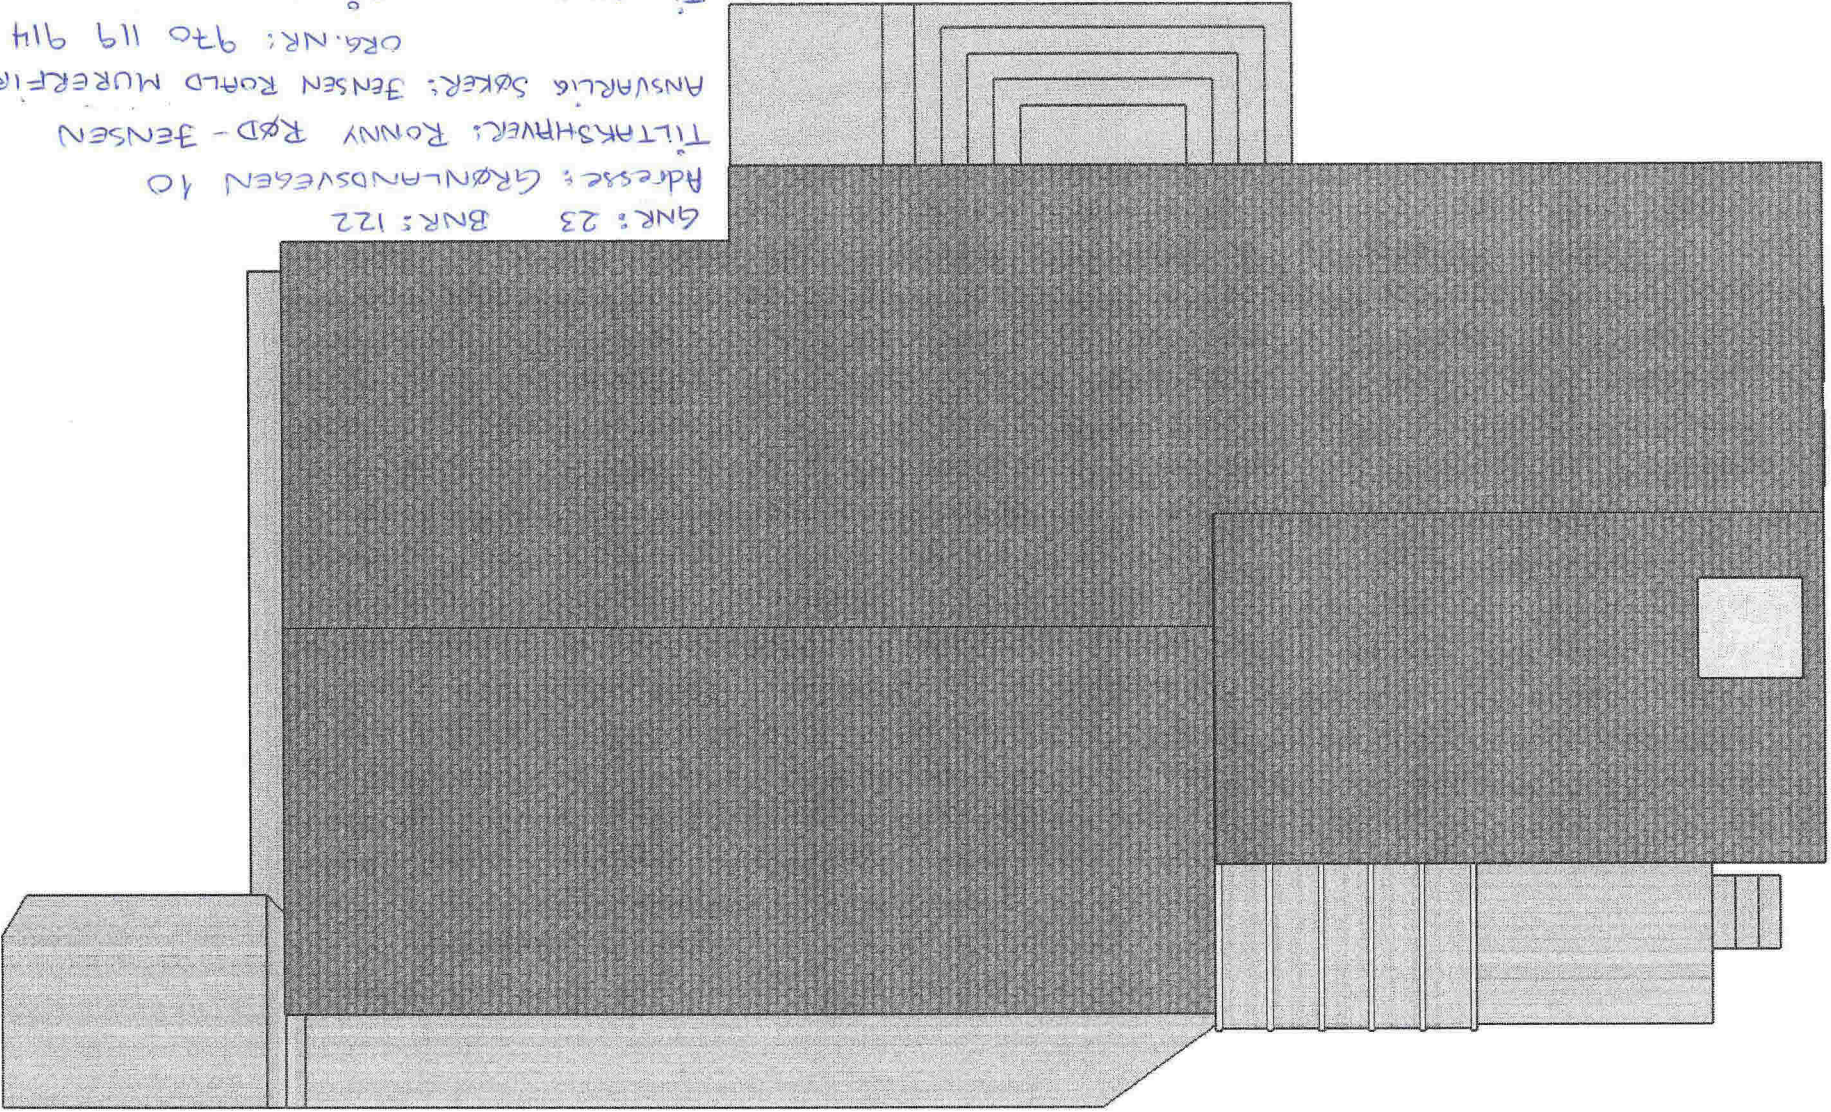 GNR: 23 BNR: 122
Adresse: GRØNLANDSVEGEN 10
TILTAKSHAVER: RONNY RØD-JENSEN
ANSVARLIG SØKER: JENSEN ROALD
ORG.NR: 970 119 914